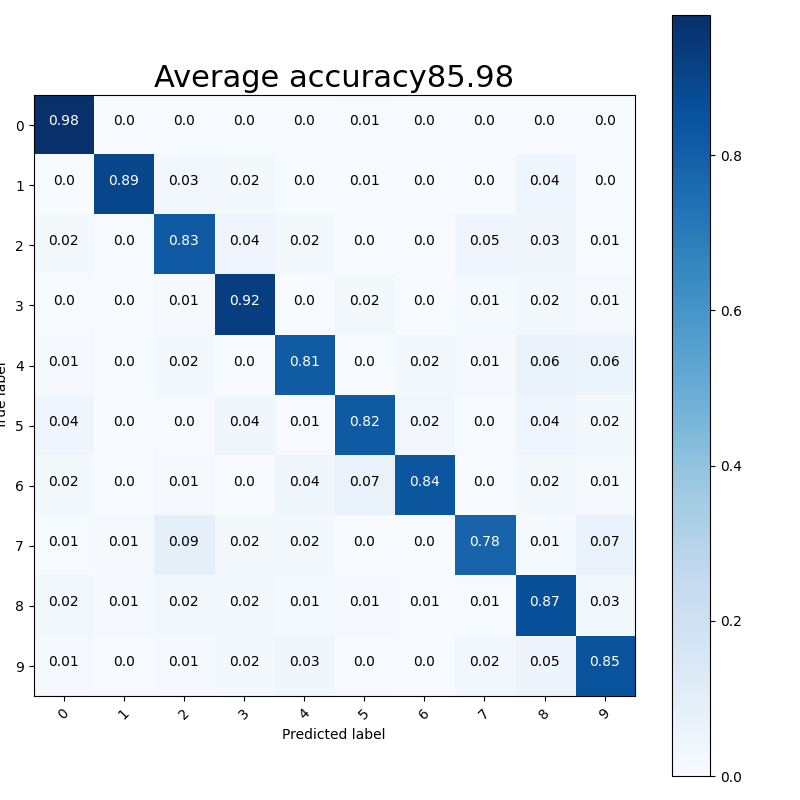 Average accuracy85.98
0 0.98 0.0 0.0 0.0 0.0 0.01 0.0 0.0 0.0 0.0
1 0.0 0.89 0.03 0.02 0.0 0.01 0.0 0.0 0.04 0.0
2 0.02 0.0 0.83 0.04 0.02 0.0 0.0 0.05 0.03 0.01
3 0.0 0.0 0.01 0.92 0.0 0.02 0.0 0.01 0.02 0.01
4 0.01 0.0 0.02 0.0 0.81 0.0 0.02 0.01 0.06 0.06
5 0.04 0.0 0.0 0.04 0.01 0.82 0.02 0.0 0.04 0.02
6 0.02 0.0 0.01 0.0 0.04 0.07 0.84 0.0 0.02 0.01
7 0.01 0.01 0.09 0.02 0.02 0.0 0.0 0.78 0.01 0.07
8 0.02 0.01 0.02 0.02 0.01 0.01 0.01 0.01 0.87 0.03
9 0.01 0.0 0.01 0.02 0.03 0.0 0.0 0.02 0.05 0.85
0 1 2 3 4 5 6 7 8 9
Predicted label
0.8
0.6
0.4
0.2
0.0